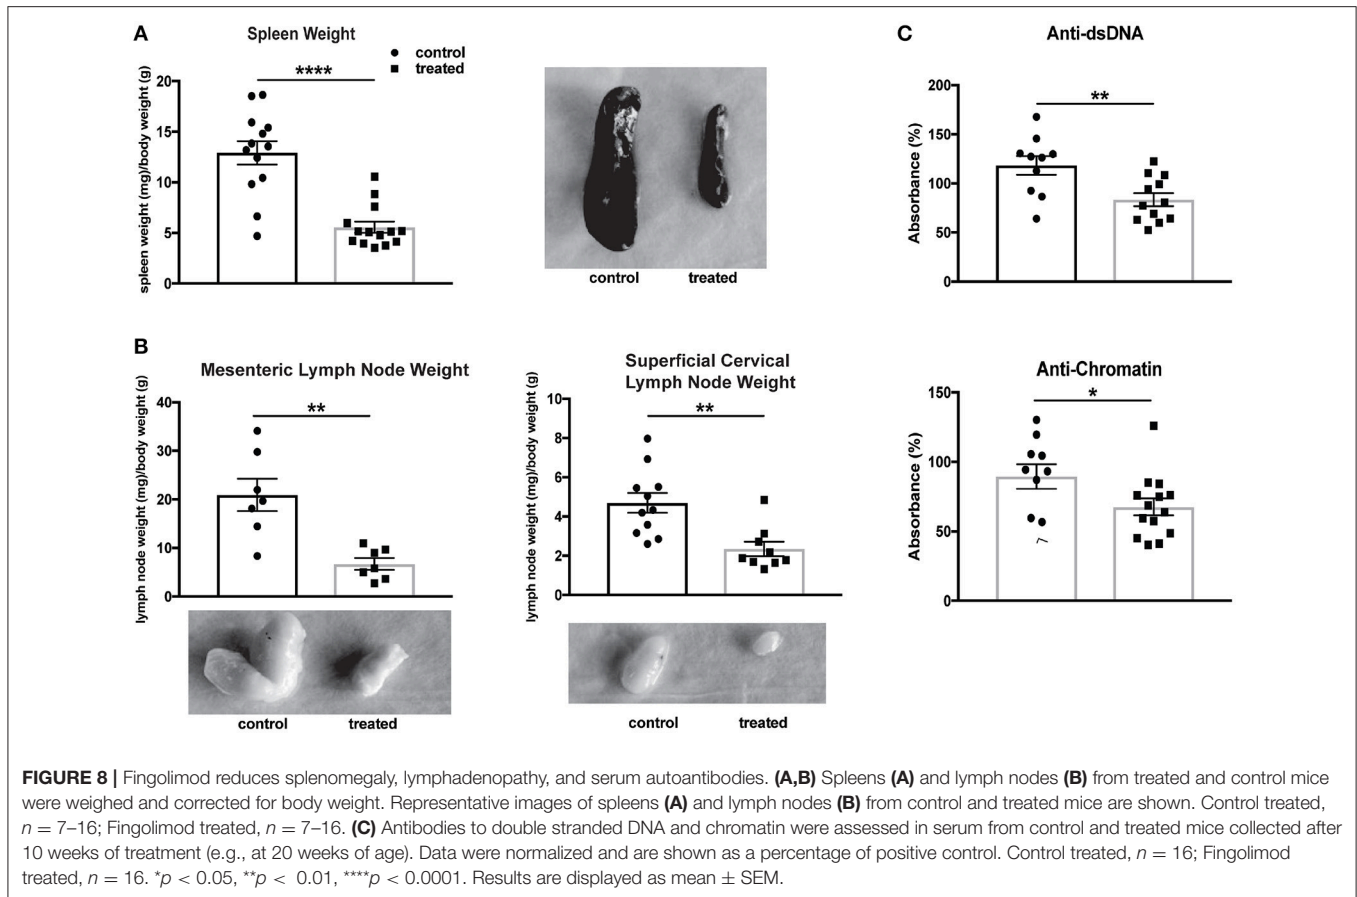 A
Spleen Weight
control
treated
****
spleen weight (mg)/body weight (g)
20
15
10
5
0
control
treated
B
Mesenteric Lymph Node Weight
**
lymph node weight (mg)/body weight (g)
40
30
20
10
0
control
treated
Superficial Cervical
Lymph Node Weight
**
lymph node weight (mg)/body weight (g)
10
8
6
4
2
0
control
treated
C
Anti-dsDNA
**
Absorbance (%)
200
150
100
50
0
Anti-Chromatin
*
Absorbance (%)
150
100
50
0
FIGURE 8 | Fingolimod reduces splenomegaly, lymphadenopathy, and serum autoantibodies. (A,B) Spleens (A) and lymph nodes (B) from treated and control mice
were weighed and corrected for body weight. Representative images of spleens (A) and lymph nodes (B) from control and treated mice are shown. Control treated,
n = 7–16; Fingolimod treated, n = 7–16. (C) Antibodies to double stranded DNA and chromatin were assessed in serum from control and treated mice collected after
10 weeks of treatment (e.g., at 20 weeks of age). Data were normalized and are shown as a percentage of positive control. Control treated, n = 16; Fingolimod
treated, n = 16. *p < 0.05, **p < 0.01, ****p < 0.0001. Results are displayed as mean ± SEM.